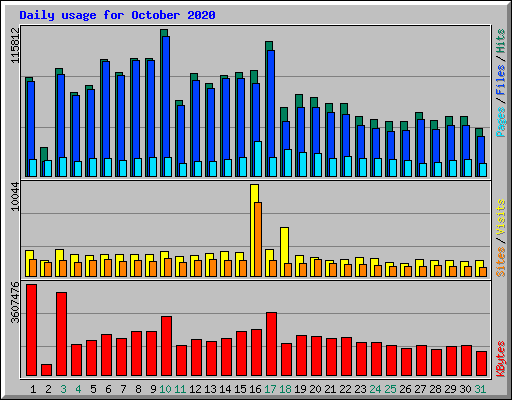 Daily usage for October 2020
115812
Pages / Files / Hits
10044
Sites / Visits
3607476
KBytes
1 2 3 4 5 6 7 8 9 10 11 12 13 14 15 16 17 18 19 20 21 22 23 24 25 26 27 28 29 30 31